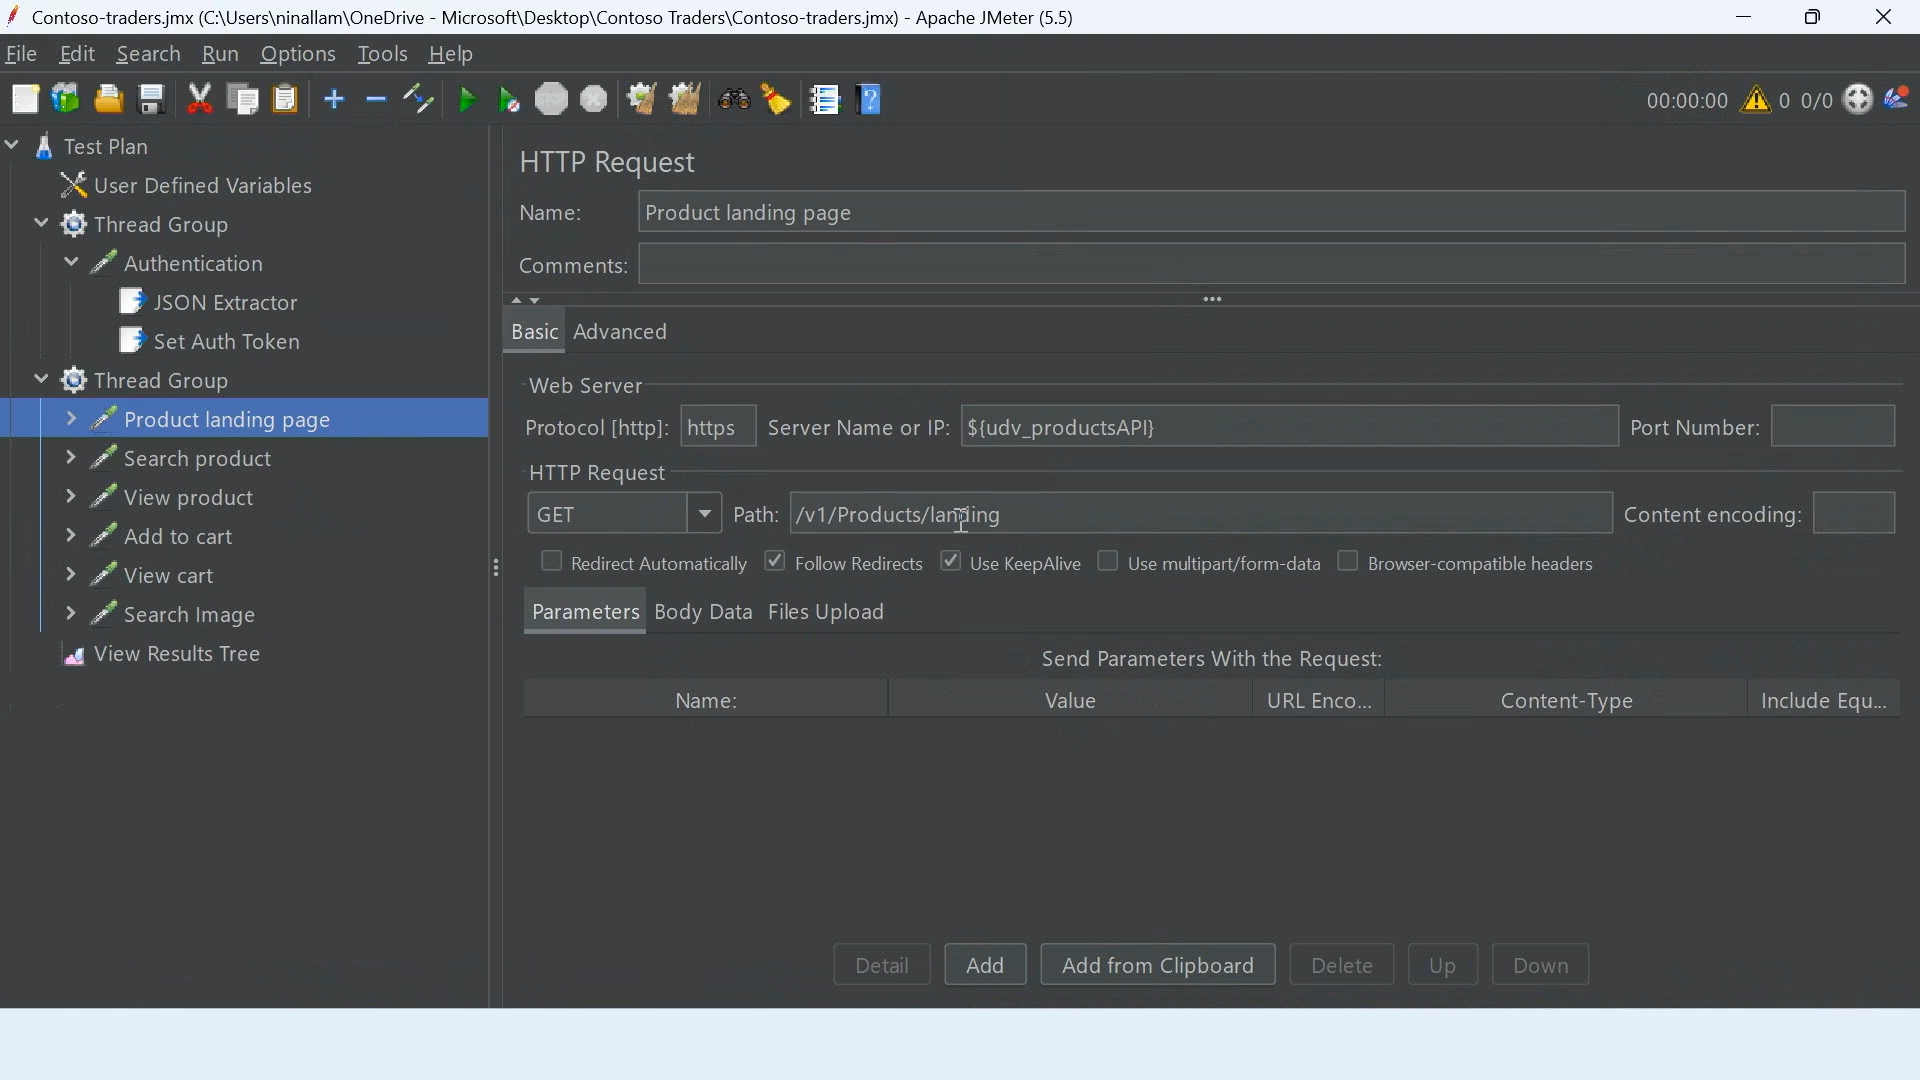 Contoso-traders.jmx (C:\Users\ninallam\OneDrive - Microsoft\Desktop\Contoso Traders\Contoso-traders.jmx) - Apache JMeter (5.5)
File Edit Search Run Options Tools Help
00:00:00 0 0/0
Test Plan
User Defined Variables
Thread Group
Authentication
JSON Extractor
Set Auth Token
Thread Group
Product landing page
Search product
View product
Add to cart
View cart
Search Image
View Results Tree
HTTP Request
Name: Product landing page
Comments:
Basic Advanced
Web Server
Protocol [http]: https Server Name or IP: ${udv_productsAPI} Port Number:
HTTP Request
GET Path: /v1/Products/landing Content encoding:
Redirect Automatically Follow Redirects Use KeepAlive Use multipart/form-data Browser-compatible headers
Parameters Body Data Files Upload
Send Parameters With the Request:
Name: Value URL Enco... Content-Type Include Equ...
Detail Add Add from Clipboard Delete Up Down